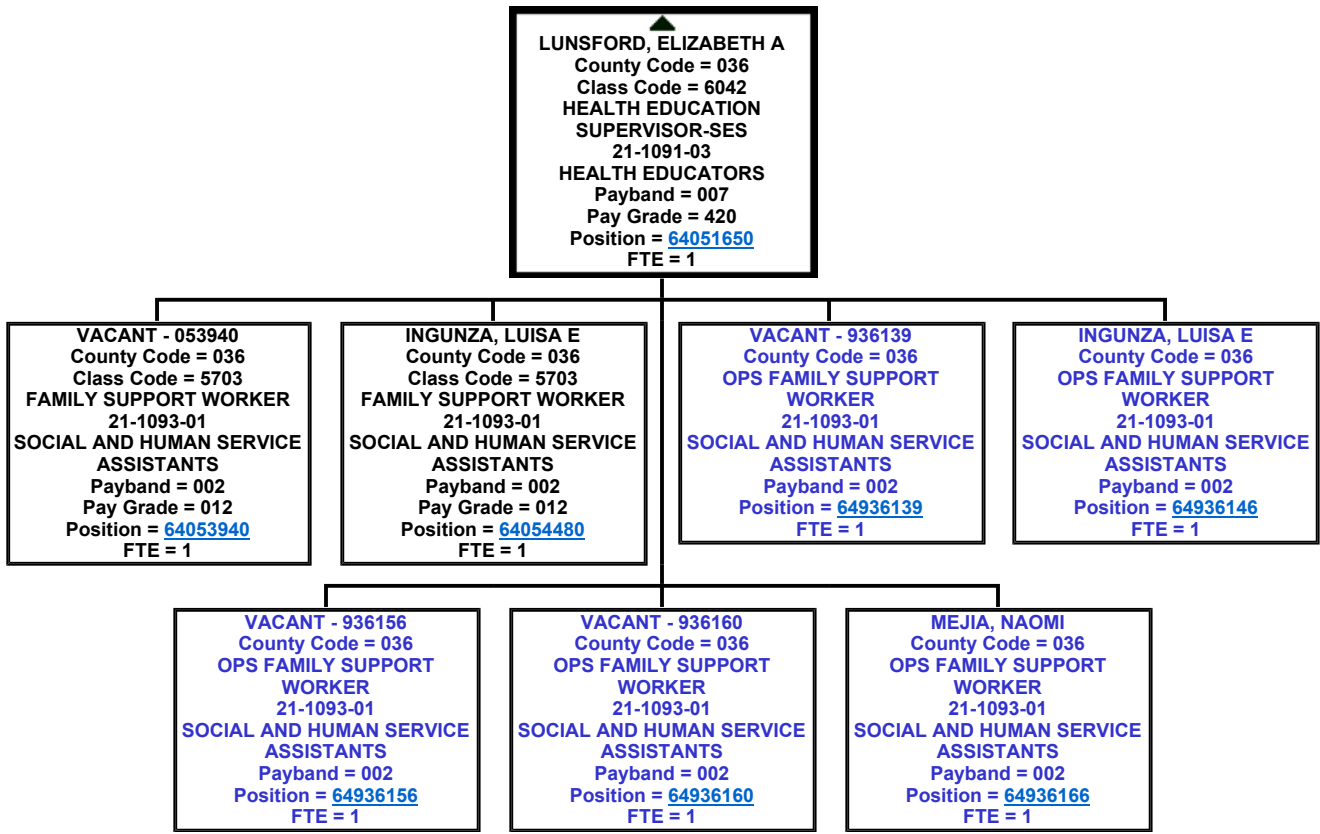 LUNSFORD, ELIZABETH A
County Code = 036
Class Code = 6042
HEALTH EDUCATION
SUPERVISOR-SES
21-1091-03
HEALTH EDUCATORS
Payband = 007
Pay Grade = 420
Position = 64051650
FTE = 1
VACANT - 053940
County Code = 036
Class Code = 5703
FAMILY SUPPORT WORKER
21-1093-01
SOCIAL AND HUMAN SERVICE
ASSISTANTS
Payband = 002
Pay Grade = 012
Position = 64053940
FTE = 1
INGUNZA, LUISA E
County Code = 036
Class Code = 5703
FAMILY SUPPORT WORKER
21-1093-01
SOCIAL AND HUMAN SERVICE
ASSISTANTS
Payband = 002
Pay Grade = 012
Position = 64054480
FTE = 1
VACANT - 936139
County Code = 036
OPS FAMILY SUPPORT
WORKER
21-1093-01
SOCIAL AND HUMAN SERVICE
ASSISTANTS
Payband = 002
Position = 64936139
FTE = 1
INGUNZA, LUISA E
County Code = 036
OPS FAMILY SUPPORT
WORKER
21-1093-01
SOCIAL AND HUMAN SERVICE
ASSISTANTS
Payband = 002
Position = 64936146
FTE = 1
VACANT - 936156
County Code = 036
OPS FAMILY SUPPORT
WORKER
21-1093-01
SOCIAL AND HUMAN SERVICE
ASSISTANTS
Payband = 002
Position = 64936156
FTE = 1
VACANT - 936160
County Code = 036
OPS FAMILY SUPPORT
WORKER
21-1093-01
SOCIAL AND HUMAN SERVICE
ASSISTANTS
Payband = 002
Position = 64936160
FTE = 1
MEJIA, NAOMI
County Code = 036
OPS FAMILY SUPPORT
WORKER
21-1093-01
SOCIAL AND HUMAN SERVICE
ASSISTANTS
Payband = 002
Position = 64936166
FTE = 1